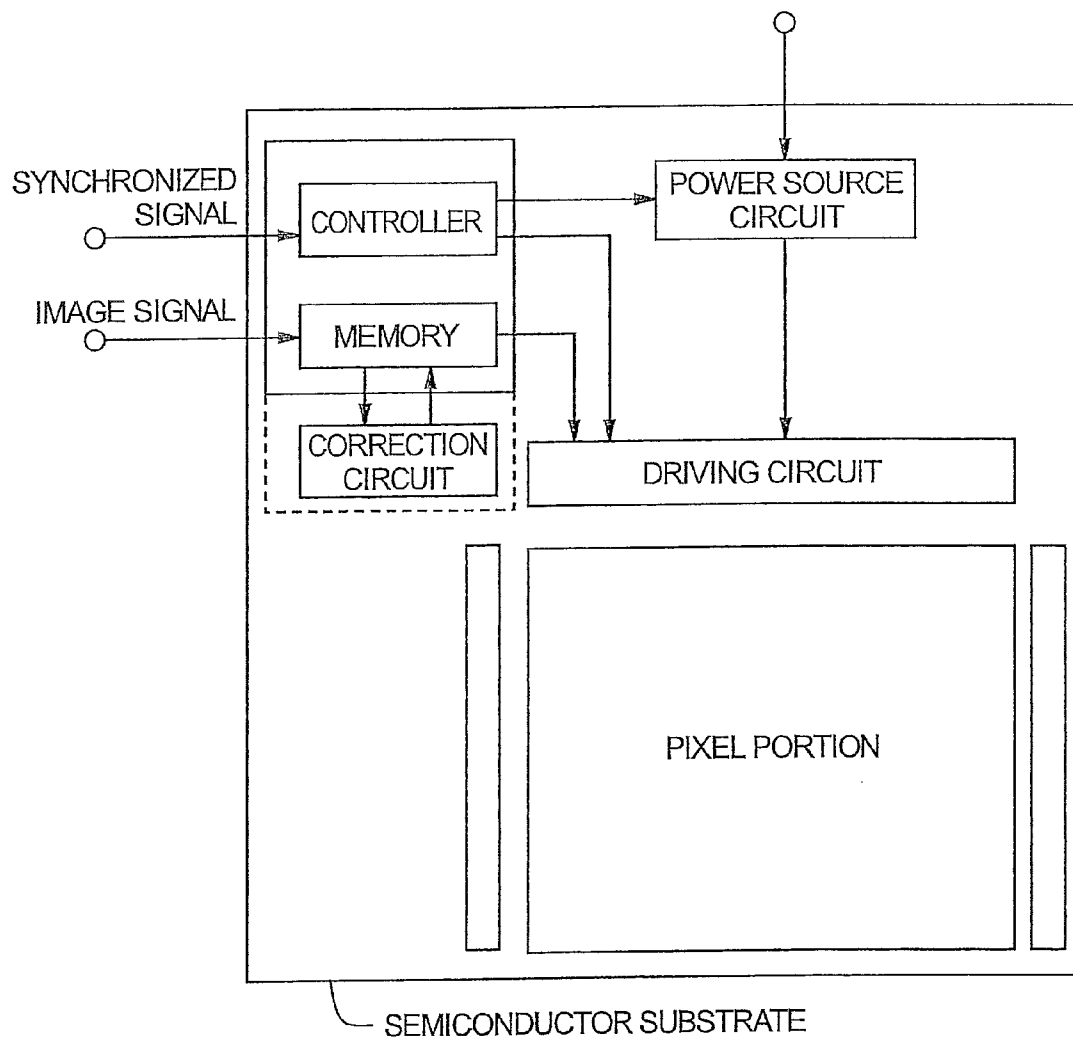 SYNCHRONIZED
SIGNAL
IMAGE SIGNAL
CONTROLLER
MEMORY
CORRECTION
CIRCUIT
POWER SOURCE
CIRCUIT
DRIVING CIRCUIT
PIXEL PORTION
SEMICONDUCTOR SUBSTRATE